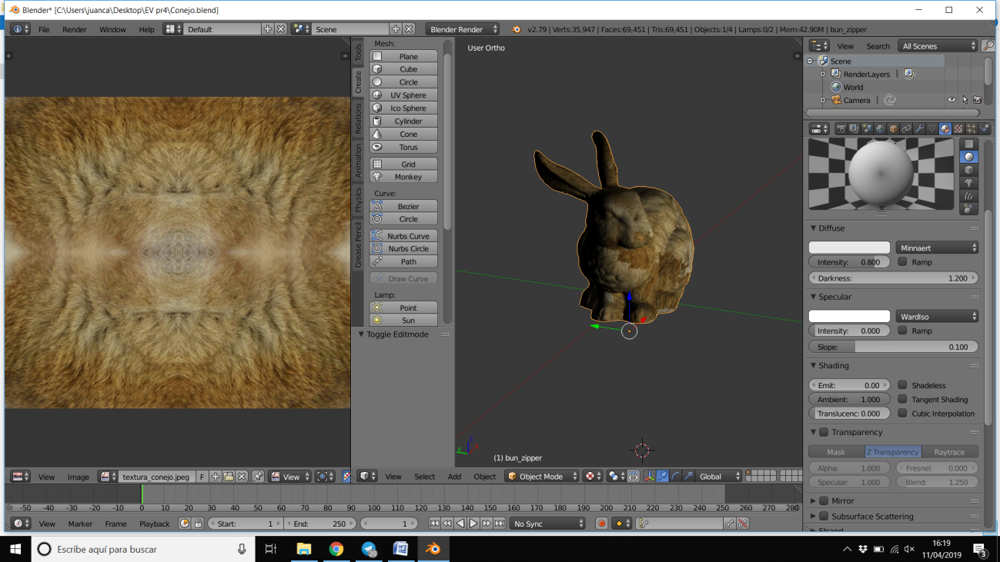 Blender* [C:\Users\juanca\Desktop\EV pr4\Conejo.blend]
File Render Window Help Default Scene Blender Render v2.79 | Verts:35,947 | Faces:69,451 | Tris:69,451 | Objects:1/4 | Lamps:0/2 | Mem:42.90M | bun_zipper
Tools
Create
Relations
Animation
Physics
Grease Pencil
Mesh:
Plane
Cube
Circle
UV Sphere
Ico Sphere
Cylinder
Cone
Torus
Grid
Monkey
Curve:
Bezier
Circle
Nurbs Curve
Nurbs Circle
Path
Draw Curve
Lamp:
Point
Sun
Toggle Editmode
User Ortho
z
y
(1) bun_zipper
View Search All Scenes
Scene
RenderLayers
World
Camera
Diffuse
Minnaert
Intensity: 0.800 Ramp
Darkness: 1.200
Specular
WardIso
Intensity: 0.000 Ramp
Slope: 0.100
Shading
Emit: 0.00 Shadeless
Ambient: 1.000 Tangent Shading
Translucenc: 0.000 Cubic Interpolation
Transparency
Mask Z Transparency Raytrace
Alpha: 1.000 Fresnel: 0.000
Specular: 1.000 Blend: 1.250
Mirror
Subsurface Scattering
Strand
View Image textura_conejo.jpeg F View
View Select Add Object Object Mode Global
-50 -40 -30 -20 -10 0 10 20 30 40 50 60 70 80 90 100 110 120 130 140 150 160 170 180 190 200 210 220 230 240 250 260 270 280
View Marker Frame Playback Start: 1 End: 250 1 No Sync
Escribe aquí para buscar
20
16:19
11/04/2019
3